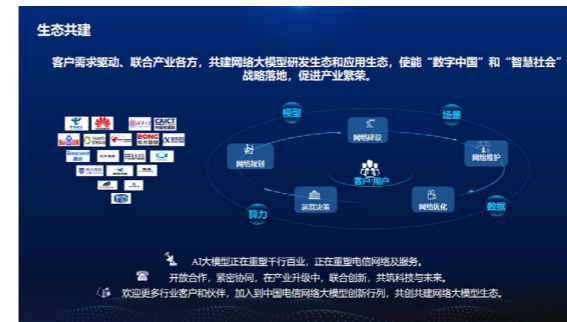 生态共建
客户需求驱动、联合产业各方，共建网络大模型研发生态和应用生态，使能“数字中国”和“智慧社会”
战略落地，促进产业繁荣。
模型
场景
CAICT
网络建设
BONC
网络规划
网络维护
客户/用户
运营决策
网络优化
算力
数据
AI大模型正在重塑千行百业，正在重塑电信网络及服务。
开放合作，紧密协同，在产业升级中，联合创新，共筑科技与未来。
欢迎更多行业客户和伙伴，加入到中国电信网络大模型创新行列，共创共建网络大模型生态。